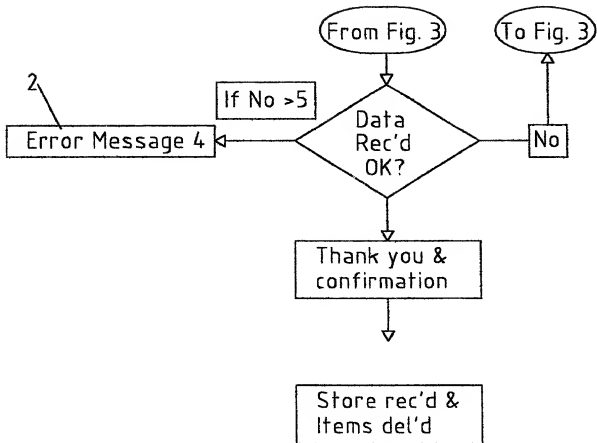 From Fig. 3
To Fig. 3
2
If No >5
Error Message 4
Data
Rec'd
OK?
No
Thank you &
confirmation
Store rec'd &
Items del'd